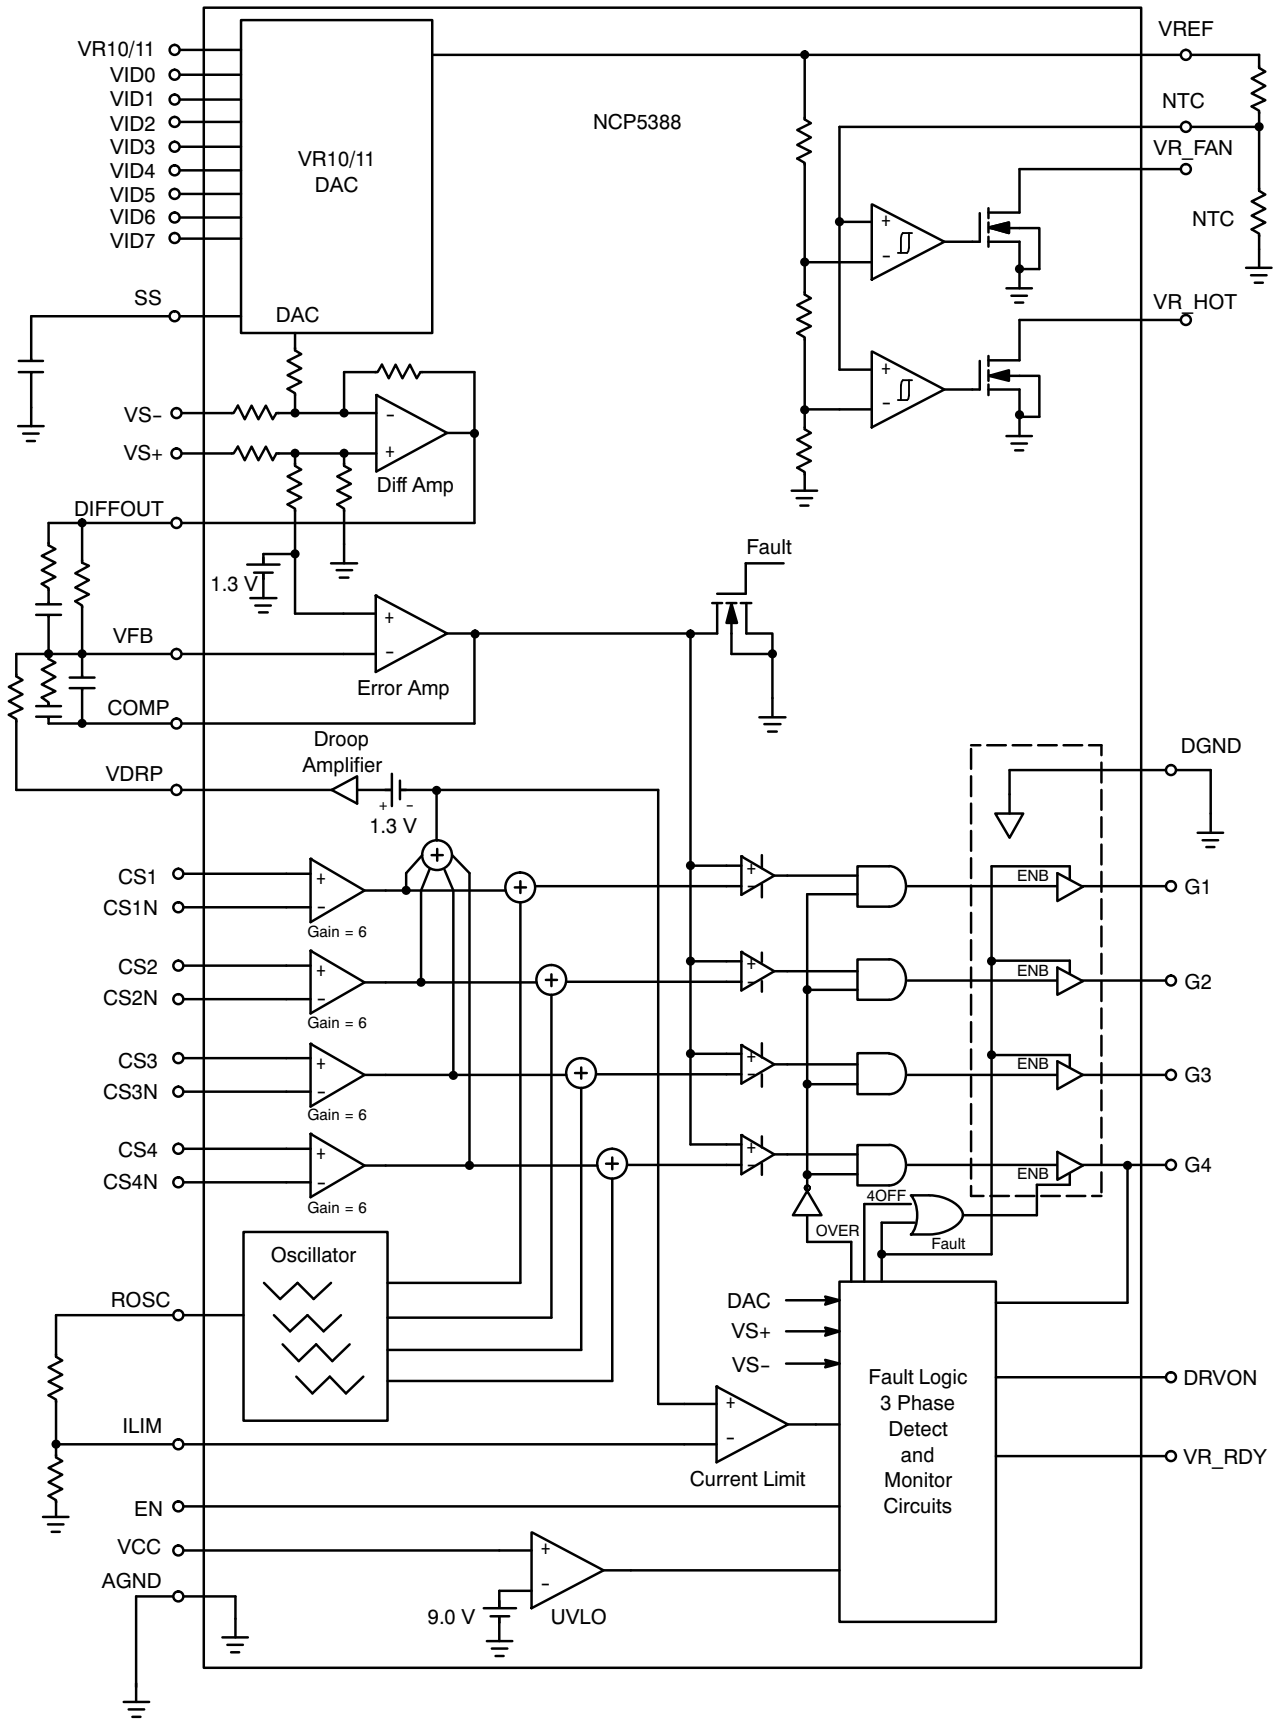 VREF
VR10/11
VID0
VID1
VID2
VID3
VID4
VID5
VID6
VID7
VR10/11
DAC
NCP5388
NTC
VR_FAN
NTC
+
-
SS
DAC
VR_HOT
+
-
VS-
-
VS+
+
Diff Amp
DIFFOUT
Fault
1.3 V
+
VFB
-
Error Amp
COMP
Droop
Amplifier
VDRP
+ -
1.3 V
DGND
+
CS1
+
+
+
-
ENB
G1
CS1N
-
Gain = 6
CS2
+
+
+
-
ENB
G2
CS2N
-
Gain = 6
CS3
+
+
+
-
ENB
G3
CS3N
-
Gain = 6
CS4
+
+
+
-
ENB
G4
CS4N
-
Gain = 6
4OFF
OVER
Fault
Oscillator
ROSC
DAC
VS+
VS-
Fault Logic
3 Phase
Detect
and
Monitor
Circuits
DRVON
+
ILIM
-
Current Limit
VR_RDY
EN
VCC
+
AGND
-
9.0 V
UVLO